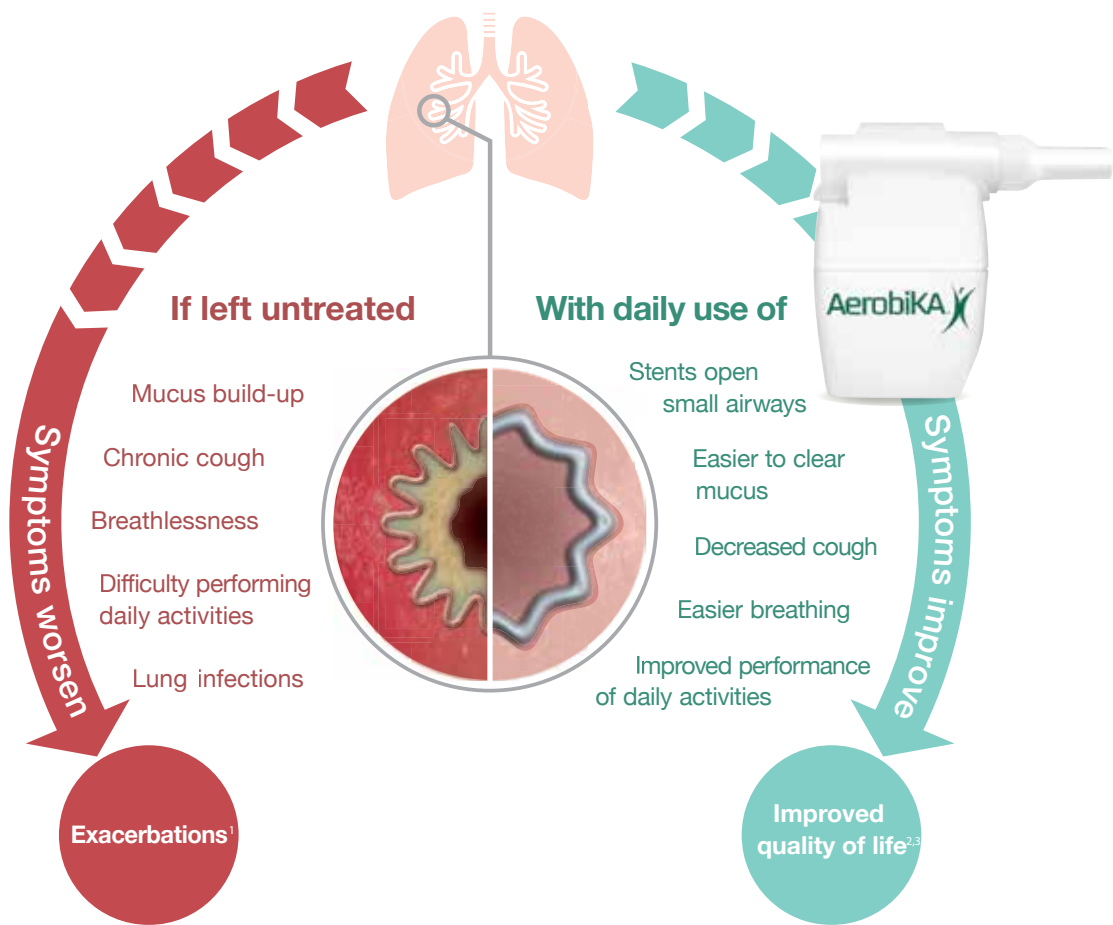 If left untreated
Mucus build-up
Chronic cough
Breathlessness
Difficulty performing
daily activities
Lung infections
Symptoms worsen
Exacerbations1
With daily use of
AerobiKA
Stents open
small airways
Easier to clear
mucus
Decreased cough
Easier breathing
Improved performance
of daily activities
Symptoms improve
Improved
quality of life2,3